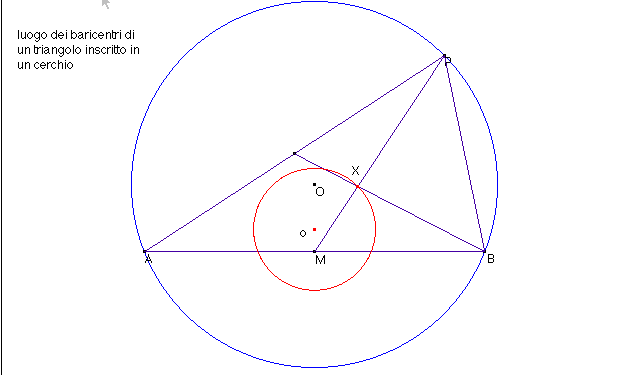 luogo dei baricentri di
un triangolo inscritto in
un cerchio
P
X
O
o
A
M
B